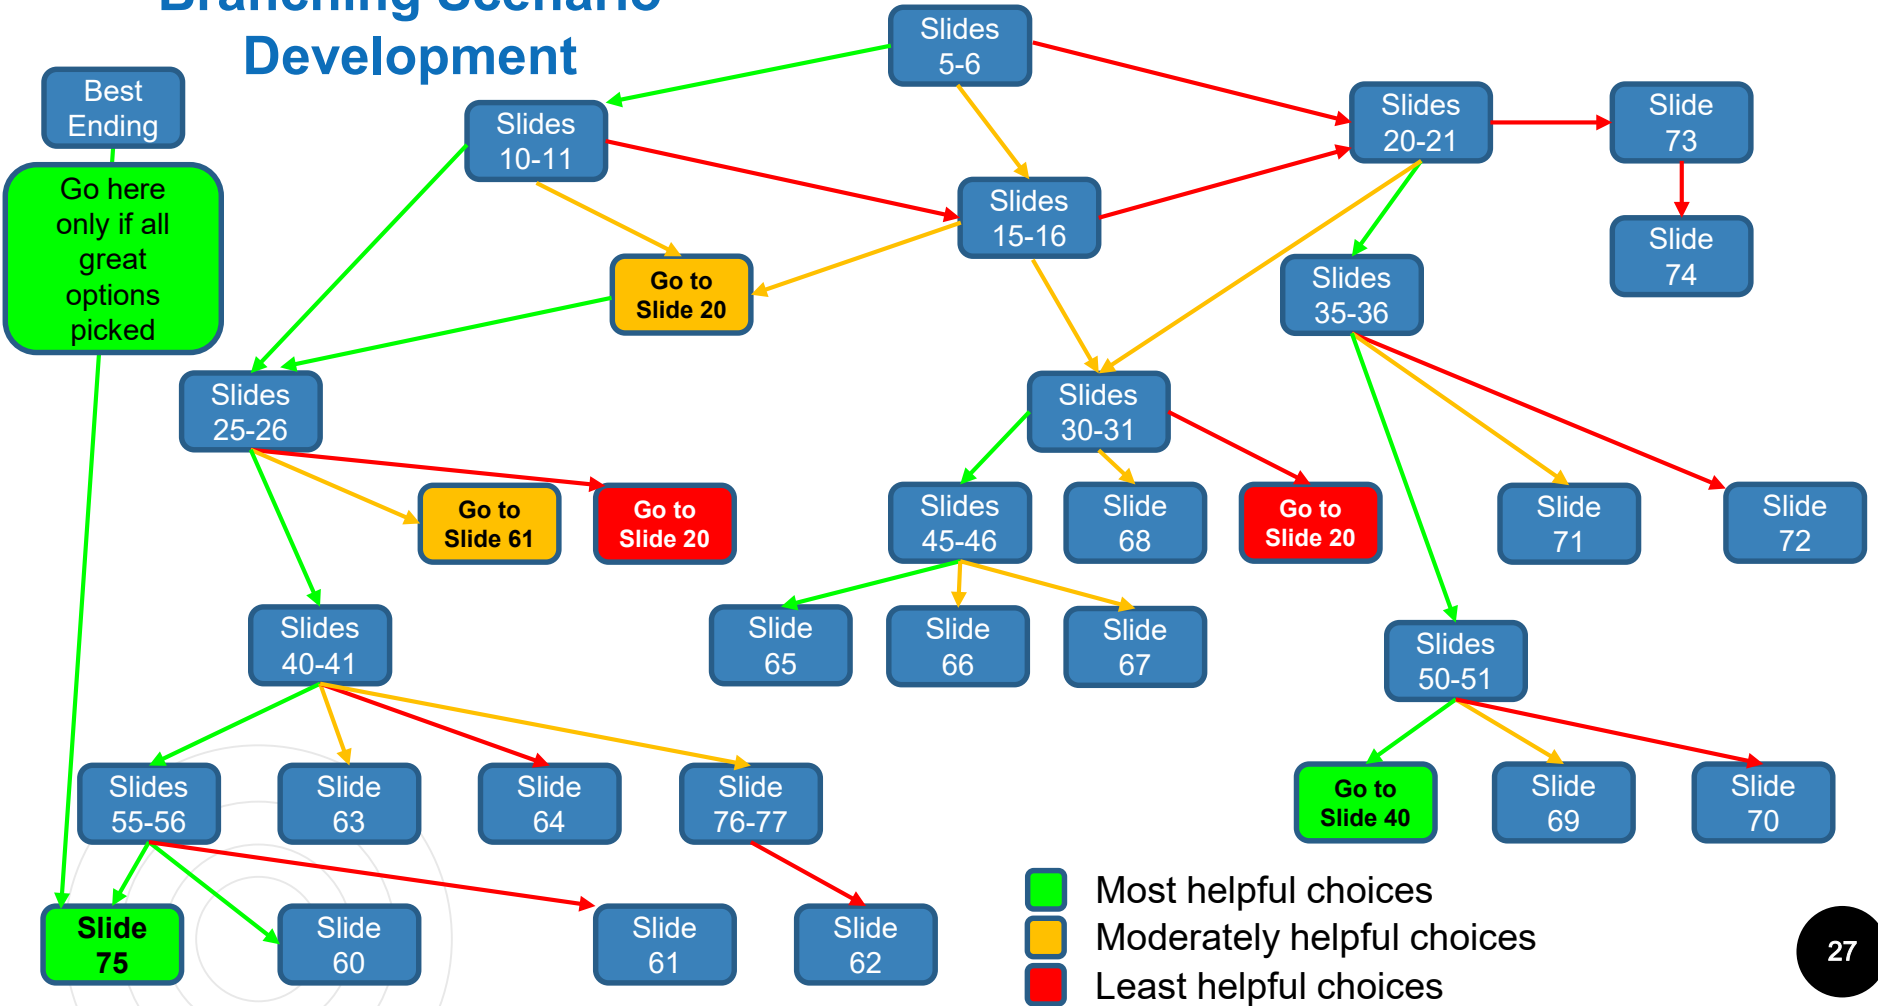 Branching Scenario
Development
Slides
5-6
Best
Ending
Slides
20-21
Slide
73
Slides
10-11
Go here
only if all
great
options
picked
Slides
15-16
Slide
74
Go to
Slide 20
Slides
35-36
Slides
25-26
Slides
30-31
Go to
Slide 61
Go to
Slide 20
Slides
45-46
Slide
68
Go to
Slide 20
Slide
71
Slide
72
Slides
40-41
Slide
65
Slide
66
Slide
67
Slides
50-51
Slides
55-56
Slide
63
Slide
64
Slide
76-77
Go to
Slide 40
Slide
69
Slide
70
Slide
75
Slide
60
Slide
61
Slide
62
Most helpful choices
Moderately helpful choices
Least helpful choices
27